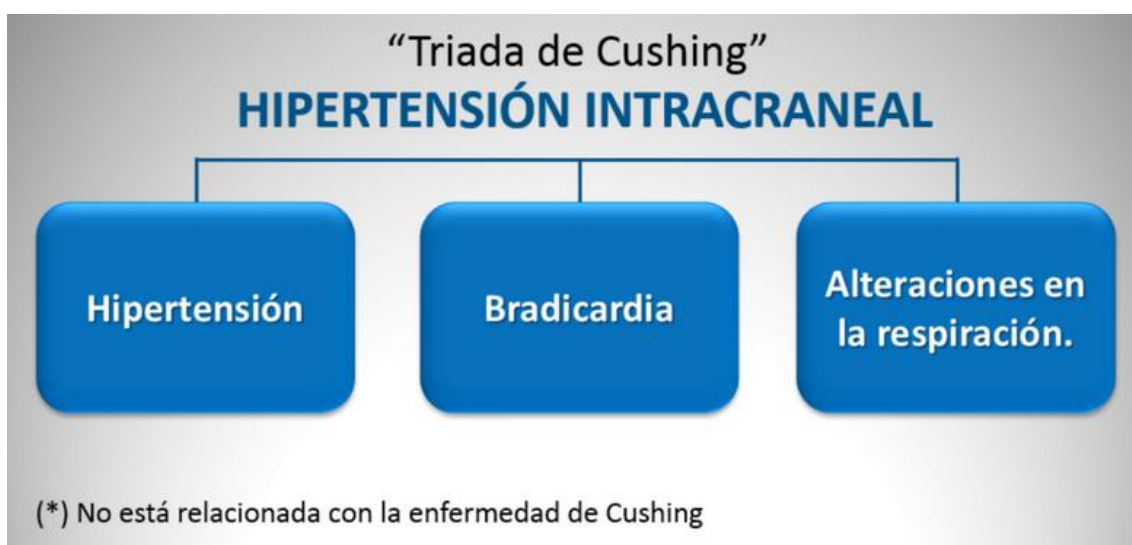 “Triada de Cushing”
HIPERTENSIÓN INTRACRANEAL
Hipertensión
Bradicardia
Alteraciones en
la respiración.
(*) No está relacionada con la enfermedad de Cushing